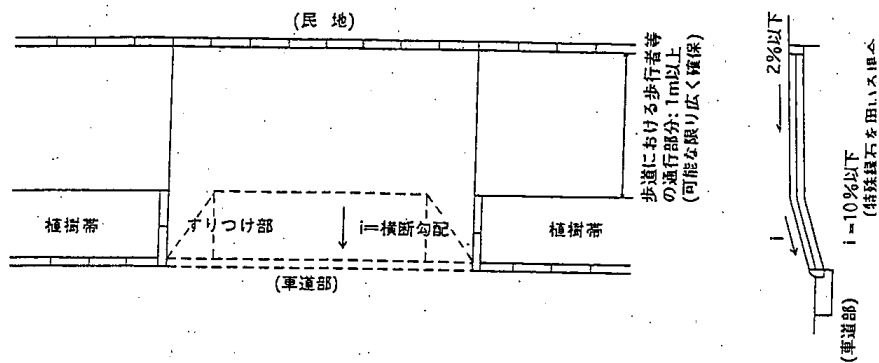 (民 地)
植樹帯
すりつけ部
i=横断勾配
植樹帯
(車道部)
歩道における歩行者等
の通行部分: 1m以上
(可能な限り広く確保)
2%以下
i
i=10%以下
(特殊縁石を用いる場合
(車道部)